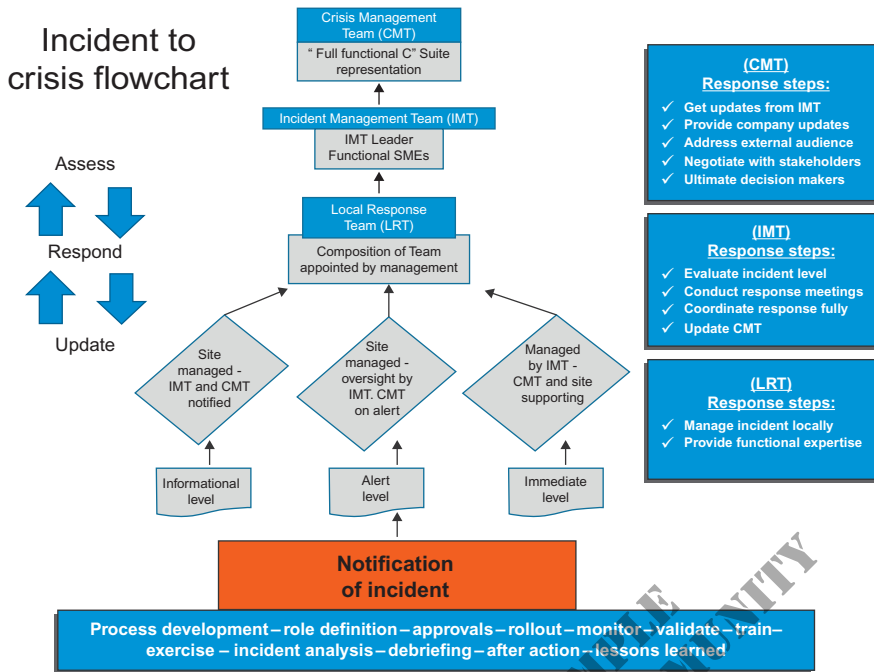 Incident to
crisis flowchart
Crisis Management
Team (CMT)
“ Full functional C” Suite
representation
Incident Management Team (IMT)
IMT Leader
Functional SMEs
Local Response
Team (LRT)
Composition of Team
appointed by management
Assess
Respond
Update
Site
managed -
IMT and CMT
notified
Site
managed -
oversight by
IMT. CMT
on alert
Managed
by IMT -
CMT and site
supporting
Informational
level
Alert
level
Immediate
level
Notification
of incident
Process development – role definition – approvals – rollout – monitor – validate – train–
exercise – incident analysis – debriefing – after action – lessons learned
(CMT)
Response steps:
✓ Get updates from IMT
✓ Provide company updates
✓ Address external audience
✓ Negotiate with stakeholders
✓ Ultimate decision makers
(IMT)
Response steps:
✓ Evaluate incident level
✓ Conduct response meetings
✓ Coordinate response fully
✓ Update CMT
(LRT)
Response steps:
✓ Manage incident locally
✓ Provide functional expertise